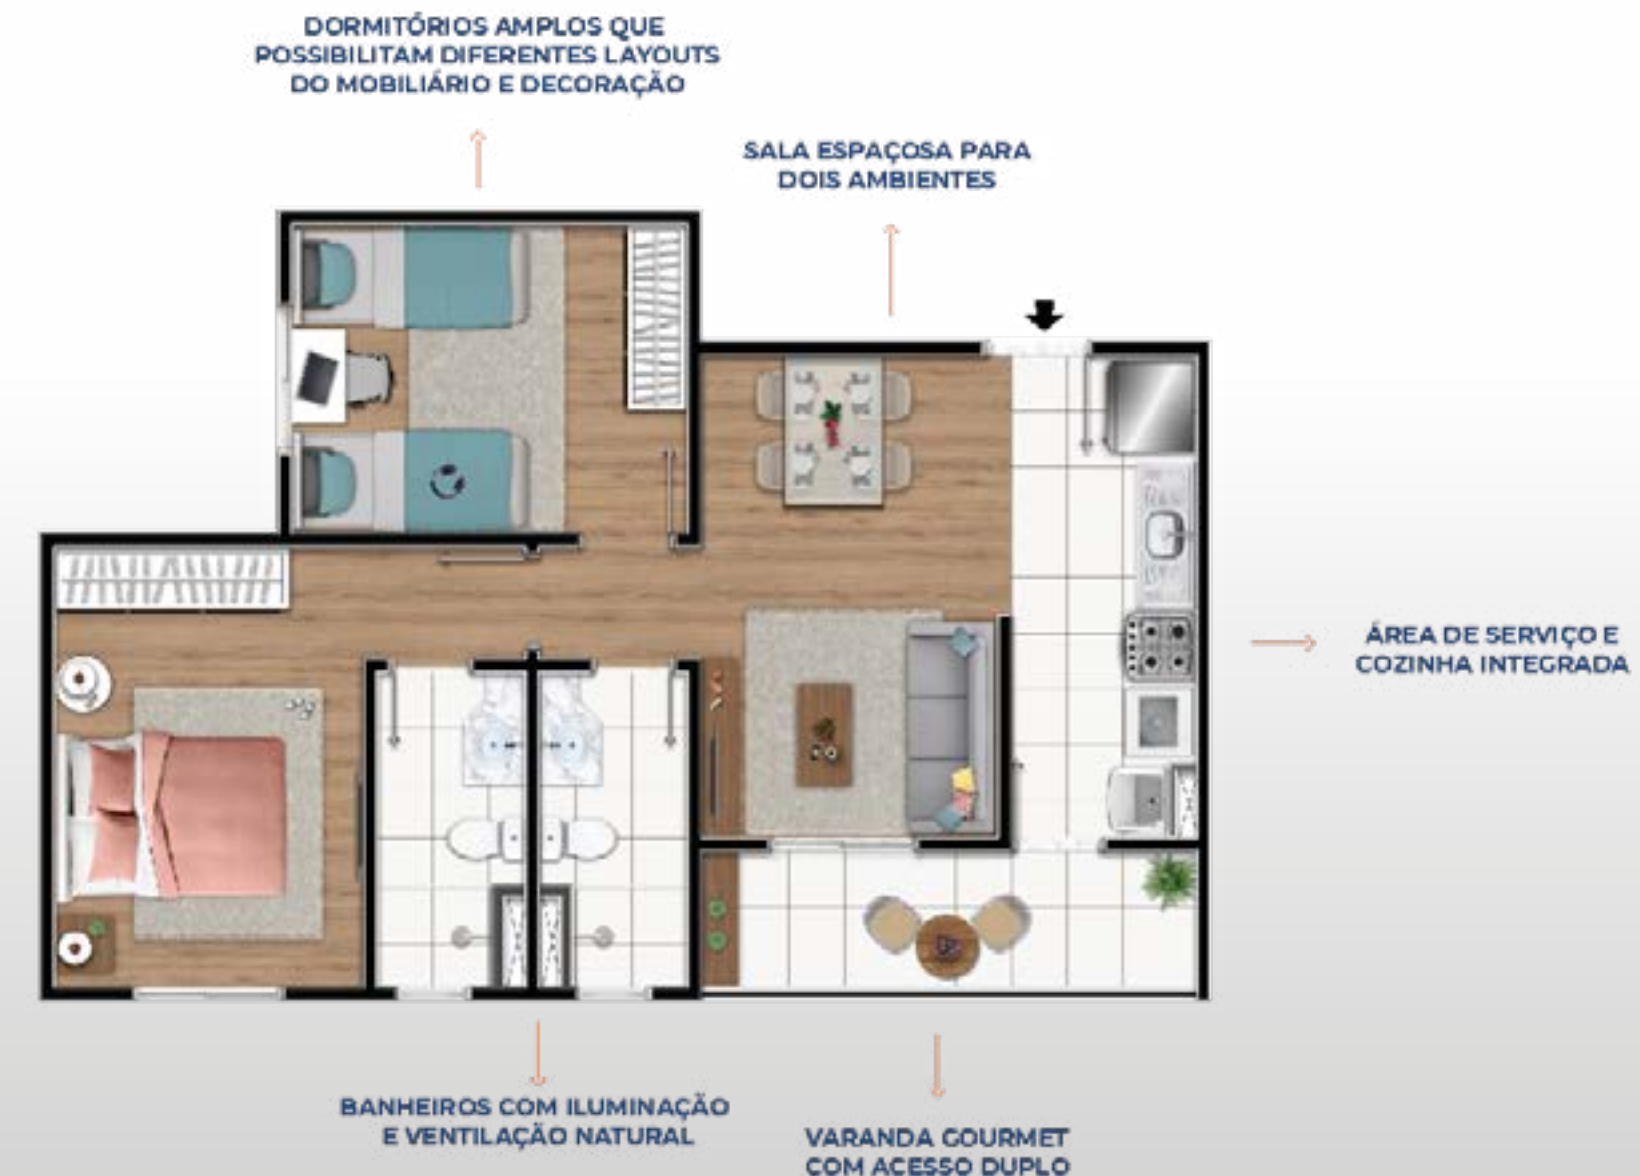 DORMITÓRIOS AMPLOS QUE
POSSIBILITAM DIFERENTES LAYOUTS
DO MOBILIÁRIO E DECORAÇÃO
SALA ESPAÇOSA PARA
DOIS AMBIENTES
ÁREA DE SERVIÇO E
COZINHA INTEGRADA
BANHEIROS COM ILUMINAÇÃO
E VENTILAÇÃO NATURAL
VARANDA GOURMET
COM ACESSO DUPLO